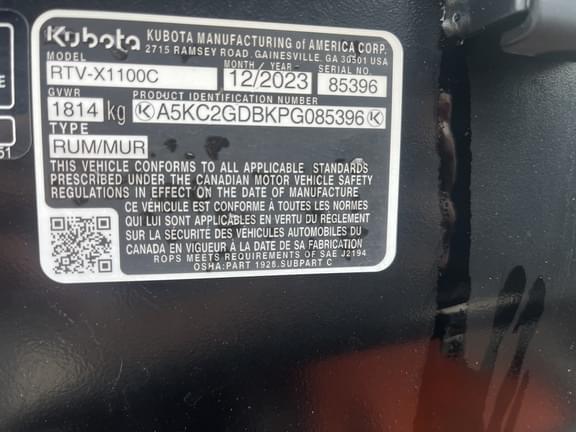 Kubota KUBOTA MANUFACTURING of AMERICA CORP.
2715 RAMSEY ROAD, GAINESVILLE, GA 30501 USA
MODEL MONTH / YEAR SERIAL NO.
RTV-X1100C 12/2023 85396
GVWR PRODUCT IDENTIFICATION NUMBER
1814 kg K A5KC2GDBKPG085396 K
TYPE
RUM/MUR
THIS VEHICLE CONFORMS TO ALL APPLICABLE STANDARDS
PRESCRIBED UNDER THE CANADIAN MOTOR VEHICLE SAFETY
REGULATIONS IN EFFECT ON THE DATE OF MANUFACTURE
CE VÉHICULE EST CONFORME À TOUTES LES NORMES
QUI LUI SONT APPLICABLES EN VERTU DU RÈGLEMENT
SUR LA SÉCURITÉ DES VÉHICULES AUTOMOBILES DU
CANADA EN VIGUEUR À LA DATE DE SA FABRICATION
ROPS MEETS REQUIREMENTS OF SAE J2194
OSHA:PART 1928.SUBPART C
E
51